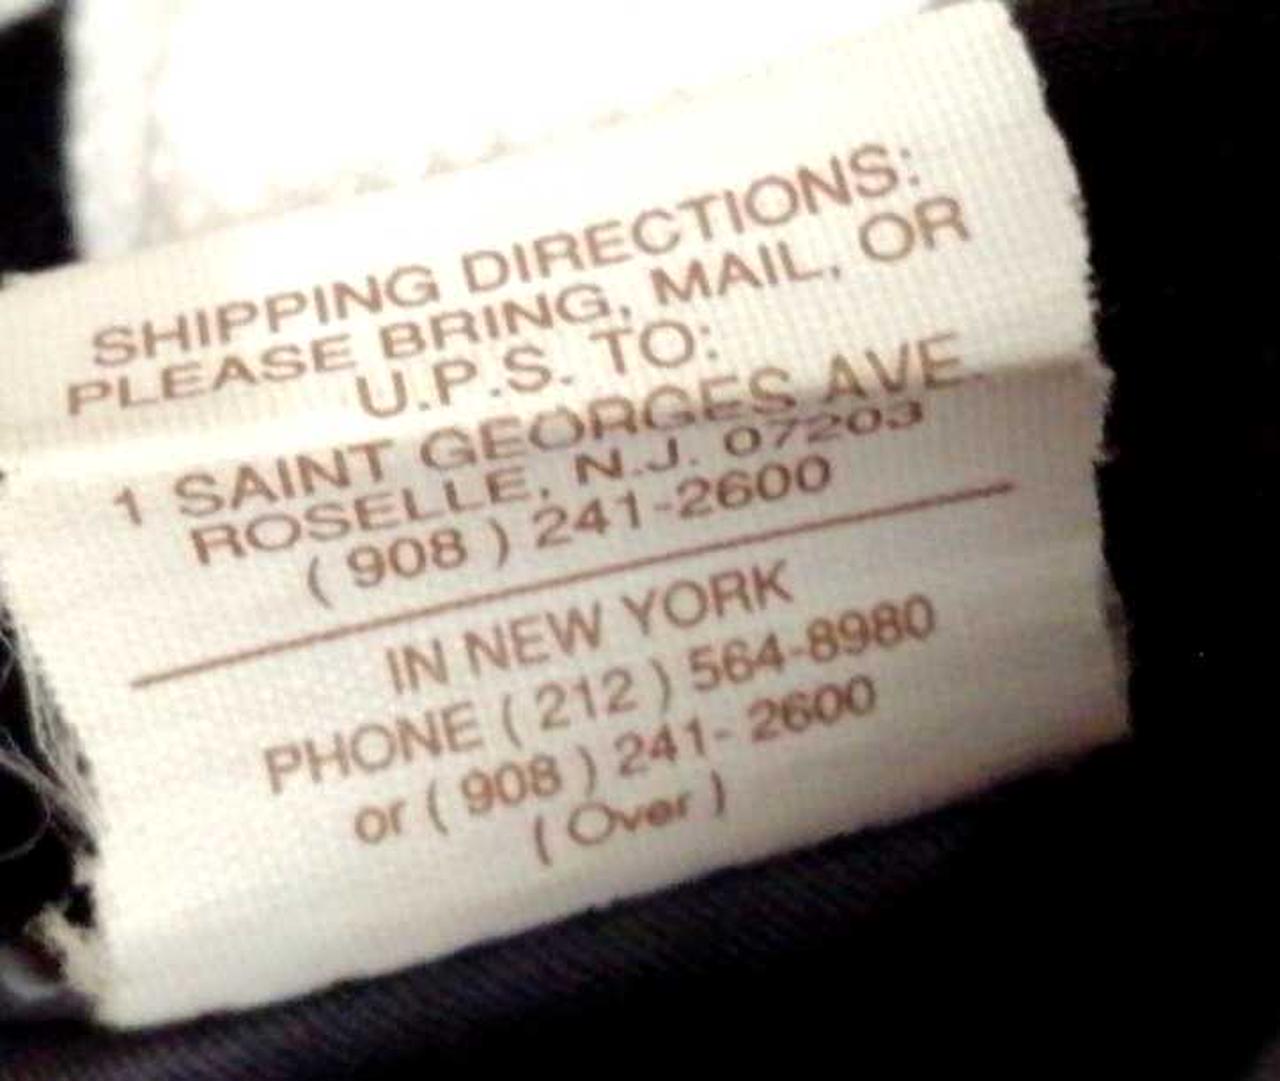 SHIPPING DIRECTIONS:
PLEASE BRING, MAIL, OR
U.P.S. TO:
1 SAINT GEORGES AVE.
ROSELLE, N.J. 07203
( 908 ) 241-2600
IN NEW YORK
PHONE ( 212 ) 564-8980
or ( 908 ) 241- 2600
( Over )